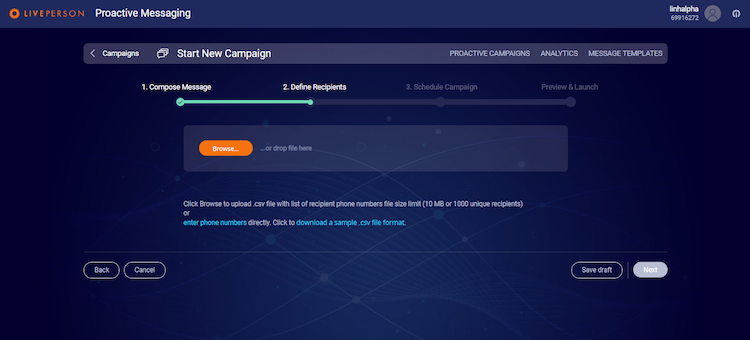 LIVEPERSON Proactive Messaging
linhalpha
69916272
Campaigns Start New Campaign PROACTIVE CAMPAIGNS ANALYTICS MESSAGE TEMPLATES
1. Compose Message 2. Define Recipients 3. Schedule Campaign Preview & Launch
Browse... ...or drop file here
Click Browse to upload .csv file with list of recipient phone numbers file size limit (10 MB or 1000 unique recipients)
or
enter phone numbers directly. Click to download a sample .csv file format.
Back Cancel Save draft Next